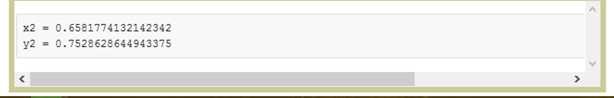 x2 = 0.6581774132142342
y2 = 0.7528628644943375